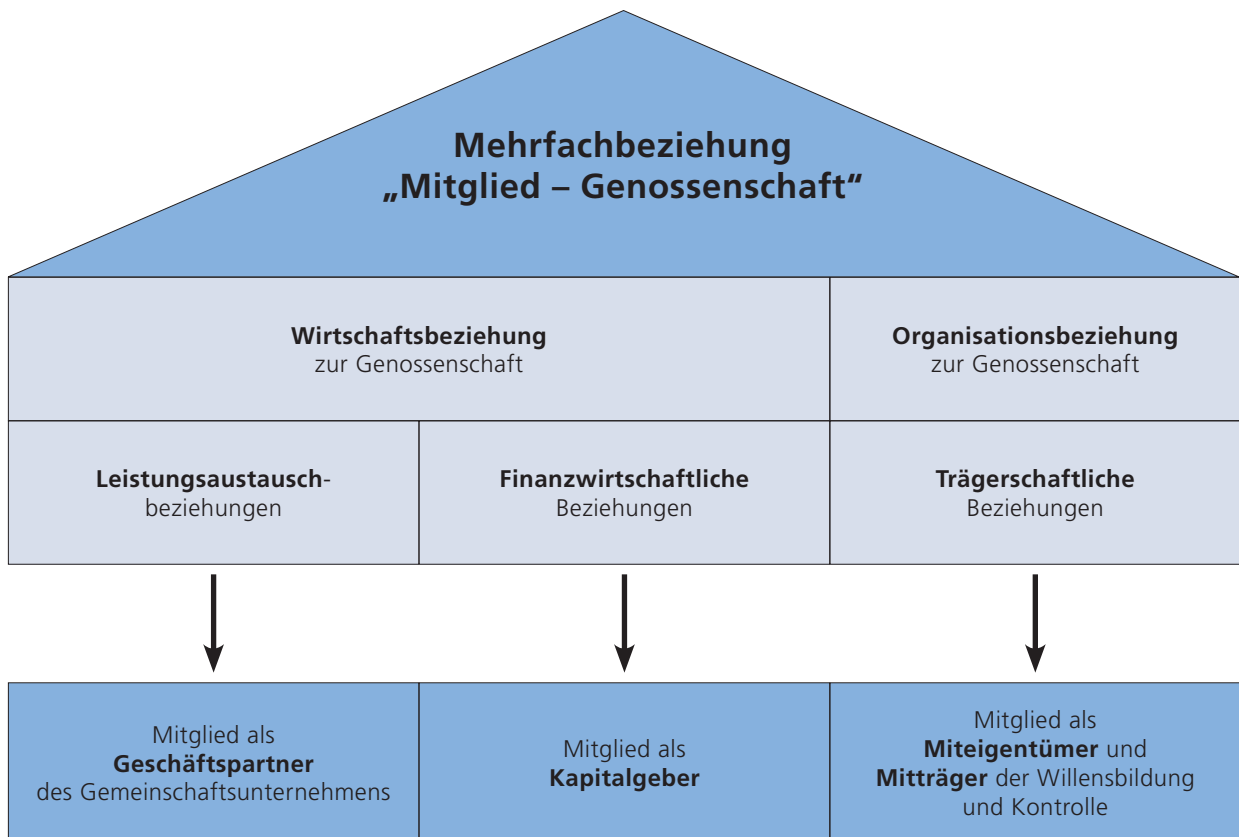 Mehrfachbeziehung
„Mitglied – Genossenschaft“
Wirtschaftsbeziehung
zur Genossenschaft
Organisationsbeziehung
zur Genossenschaft
Leistungsaustausch-
beziehungen
Finanzwirtschaftliche
Beziehungen
Trägerschaftliche
Beziehungen
Mitglied als
Geschäftspartner
des Gemeinschaftsunternehmens
Mitglied als
Kapitalgeber
Mitglied als
Miteigentümer und
Mitträger der Willensbildung
und Kontrolle